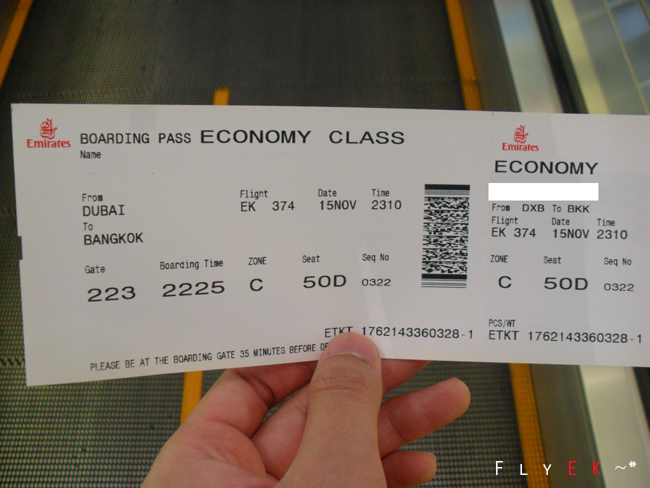 Emirates
BOARDING PASS ECONOMY CLASS
Name
From
DUBAI
To
BANGKOK
Flight Date Time
EK 374 15NOV 2310
Gate Boarding Time ZONE Seat Seq No
223 2225 C 50D 0322
ETKT 1762143360328-1
PLEASE BE AT THE BOARDING GATE 35 MINUTES BEFORE
Emirates
ECONOMY
From DXB To BKK
Flight Date Time
EK 374 15NOV 2310
ZONE Seat Seq No
C 50D 0322
PCS/WT
ETKT 1762143360328-1
FLYEK ~*